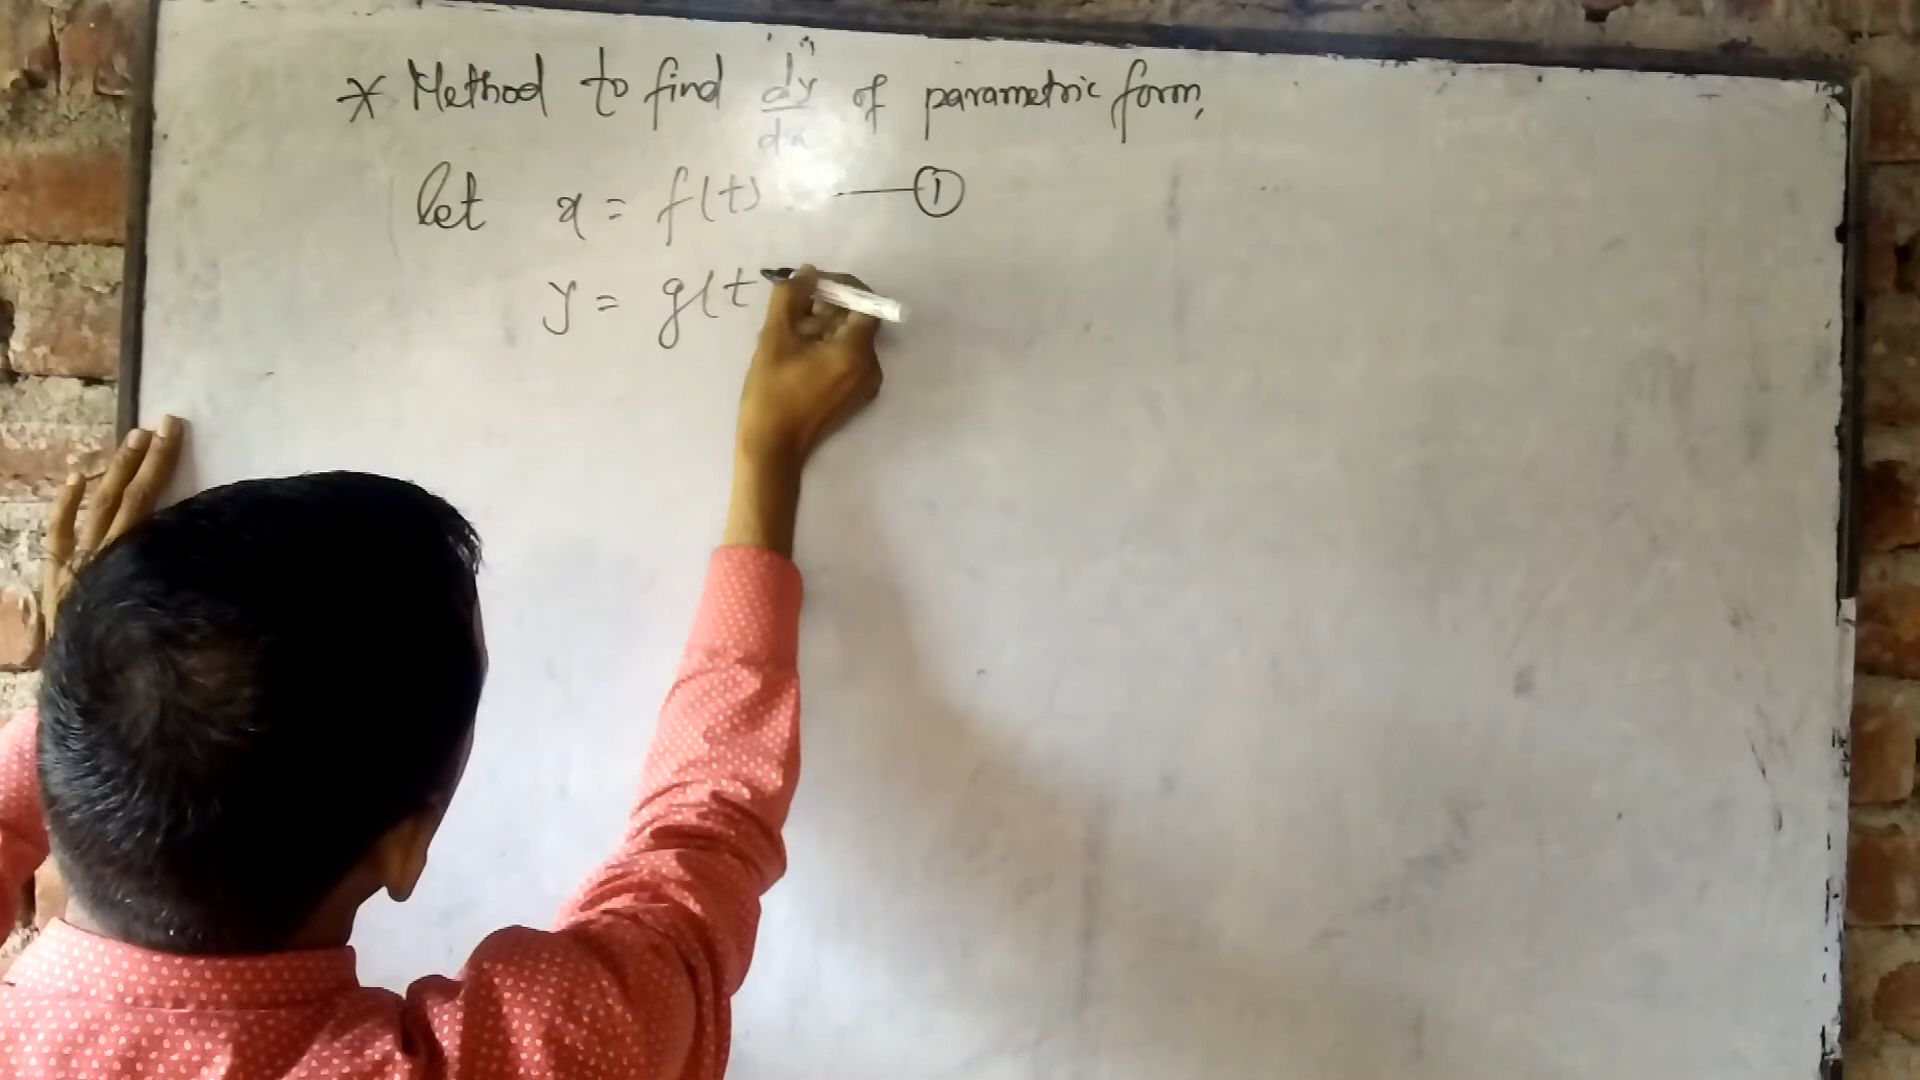 * Method to find dy/dx of parametric form,
let x = f(t) —①
y = g(t